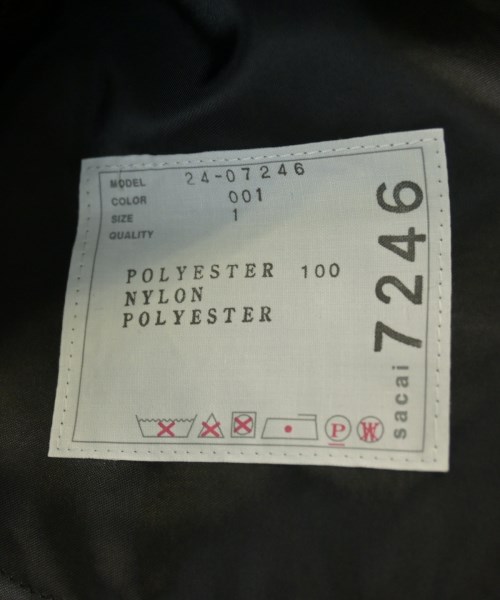 MODEL 24-07246
COLOR 001
SIZE 1
QUALITY
POLYESTER 100
NYLON
POLYESTER
sacai 7246
P
W